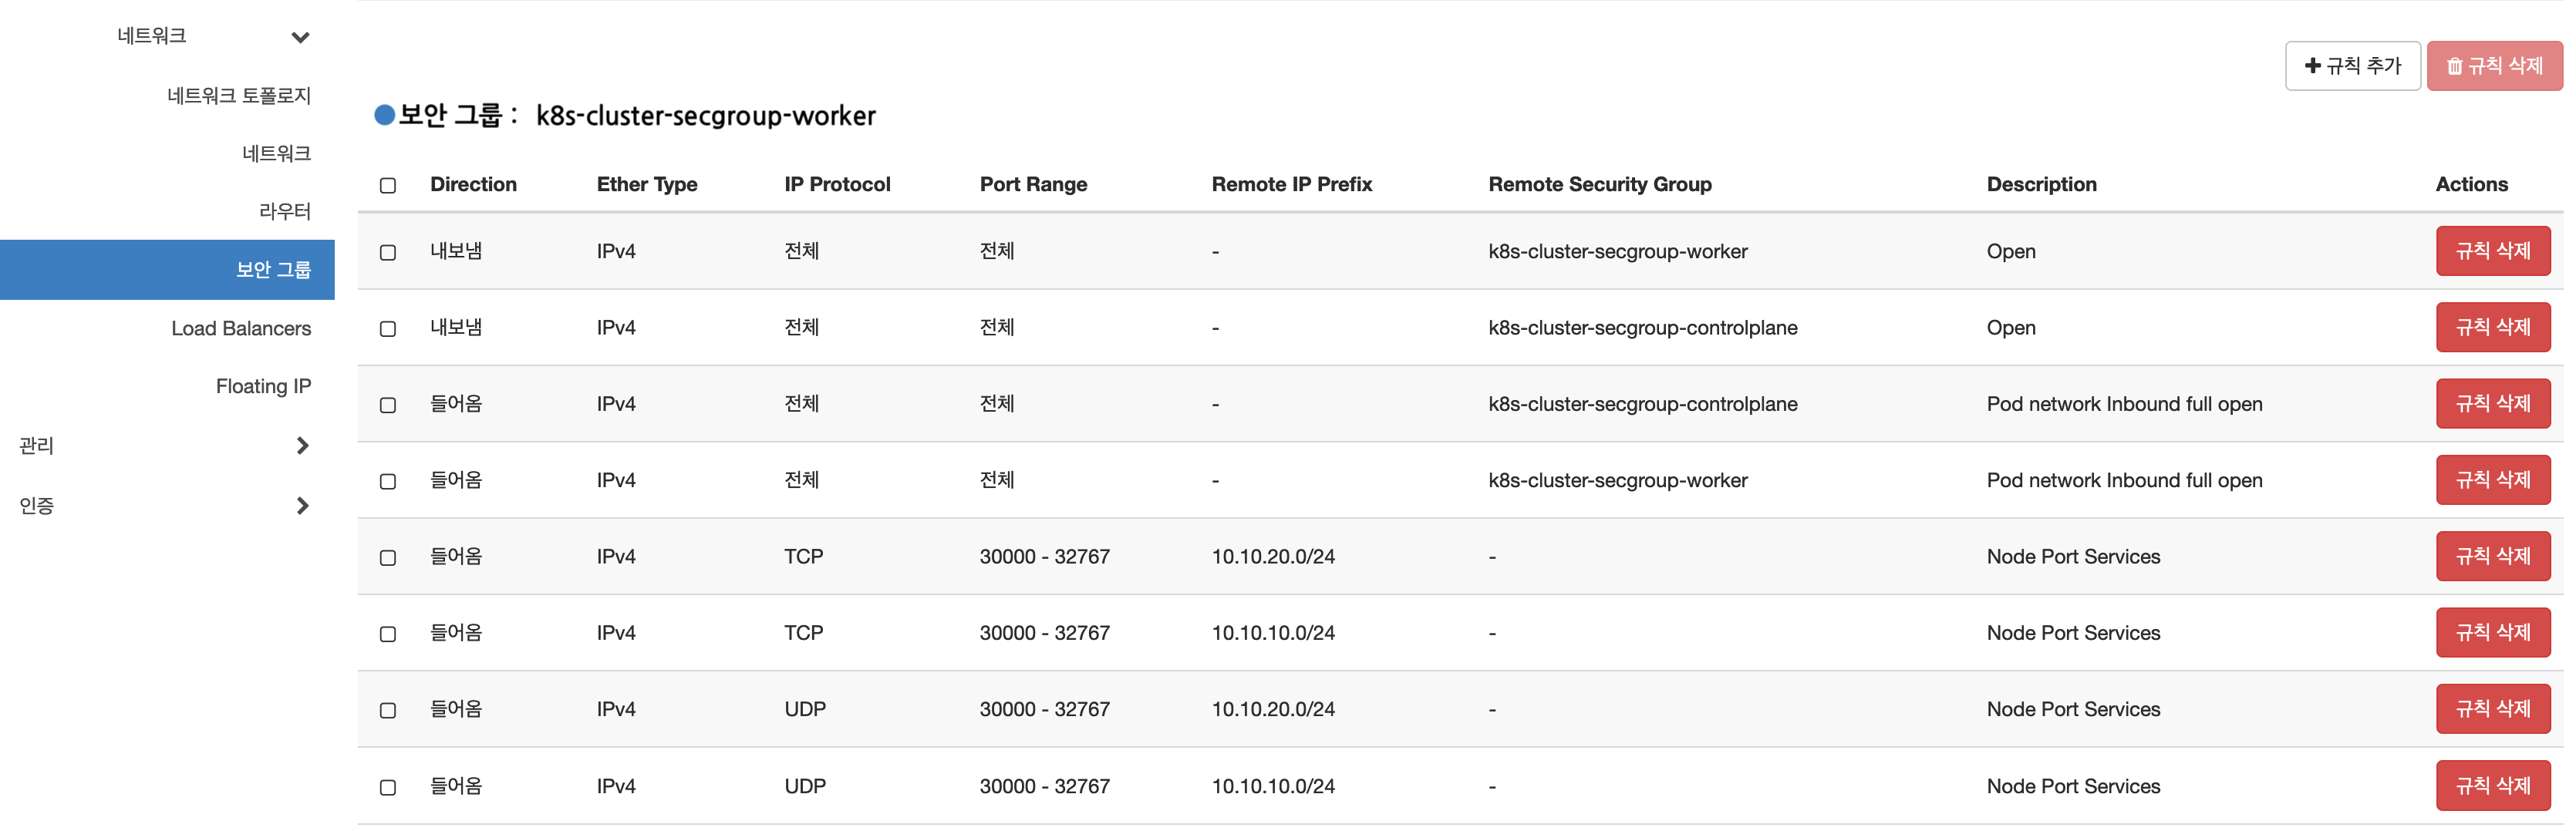 네트워크
네트워크 토폴로지
네트워크
라우터
보안 그룹
Load Balancers
Floating IP
관리
인증
규칙 추가 규칙 삭제
보안 그룹 : k8s-cluster-secgroup-worker
Direction Ether Type IP Protocol Port Range Remote IP Prefix Remote Security Group Description Actions
내보냄 IPv4 전체 전체 - k8s-cluster-secgroup-worker Open 규칙 삭제
내보냄 IPv4 전체 전체 - k8s-cluster-secgroup-controlplane Open 규칙 삭제
들어옴 IPv4 전체 전체 - k8s-cluster-secgroup-controlplane Pod network Inbound full open 규칙 삭제
들어옴 IPv4 전체 전체 - k8s-cluster-secgroup-worker Pod network Inbound full open 규칙 삭제
들어옴 IPv4 TCP 30000 - 32767 10.10.20.0/24 - Node Port Services 규칙 삭제
들어옴 IPv4 TCP 30000 - 32767 10.10.10.0/24 - Node Port Services 규칙 삭제
들어옴 IPv4 UDP 30000 - 32767 10.10.20.0/24 - Node Port Services 규칙 삭제
들어옴 IPv4 UDP 30000 - 32767 10.10.10.0/24 - Node Port Services 규칙 삭제